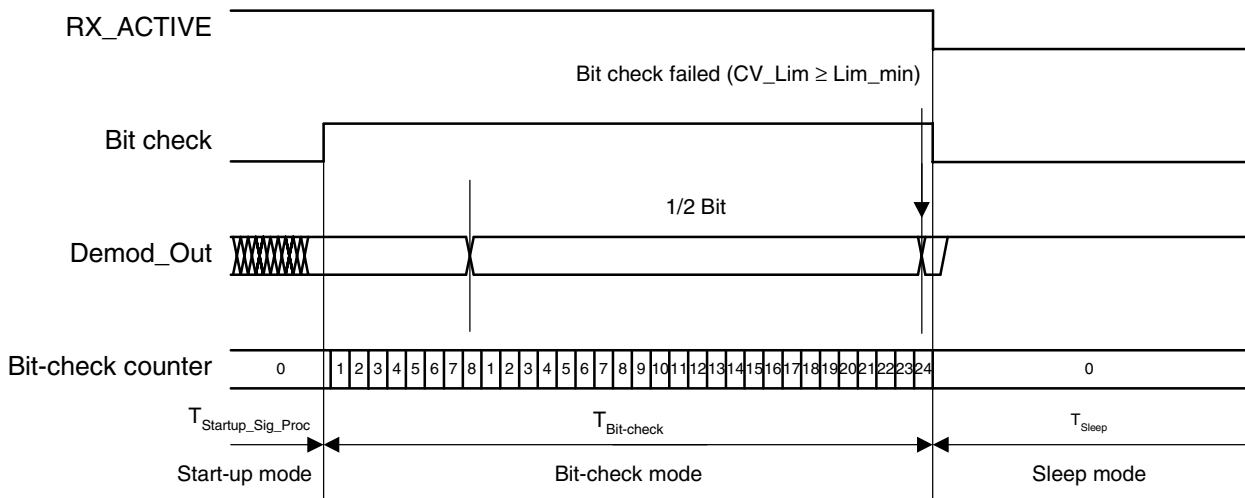 RX_ACTIVE
Bit check failed (CV_Lim ≥ Lim_min)
Bit check
1/2 Bit
Demod_Out
Bit-check counter 0 1 2 3 4 5 6 7 8 1 2 3 4 5 6 7 8 9 10 11 12 13 14 15 16 17 18 19 20 21 22 23 24 0
TStartup_Sig_Proc TBit-check TSleep
Start-up mode Bit-check mode Sleep mode